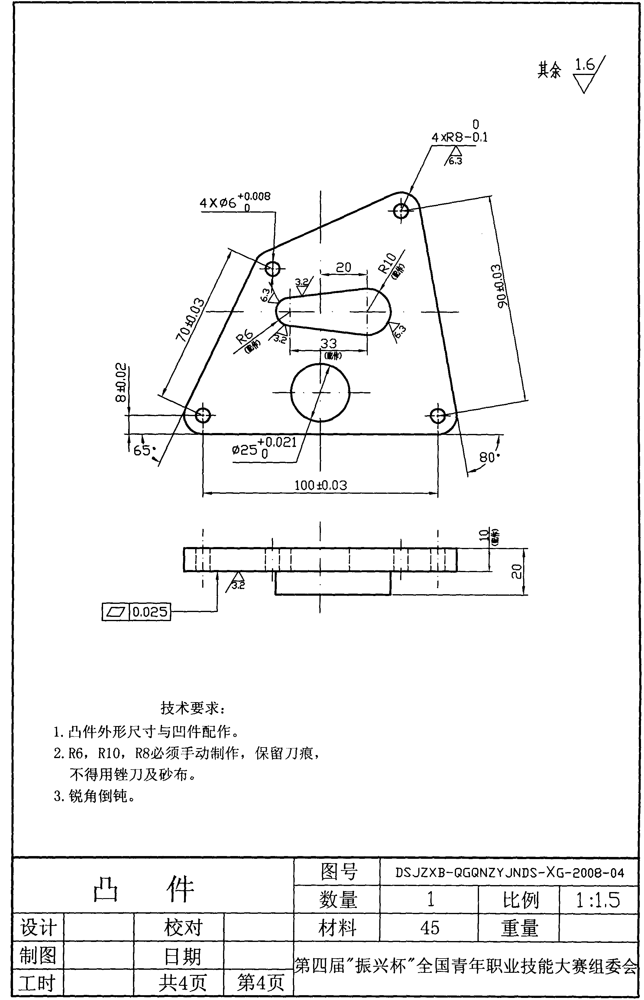 其余 1.6
0
4xR8-0.1
6.3
4XØ6+0.008
0
R10
(配作)
20
3.2
6.3
90±0.03
70±0.03
R6
(配作)
3.2
6.3
33
(配作)
8±0.02
65°
Ø25+0.021
0
80°
100±0.03
10
(配作)
20
3.2
0.025
技术要求：
1.凸件外形尺寸与凹件配作。
2.R6，R10，R8必须手动制作，保留刀痕，
不得用锉刀及砂布。
3.锐角倒钝。
凸 件
图号 DSJZXB-QGQNZYJNDS-XG-2008-04
数量 1 比例 1:1.5
设计 校对 材料 45 重量
制图 日期
第四届"振兴杯"全国青年职业技能大赛组委会
工时 共4页 第4页